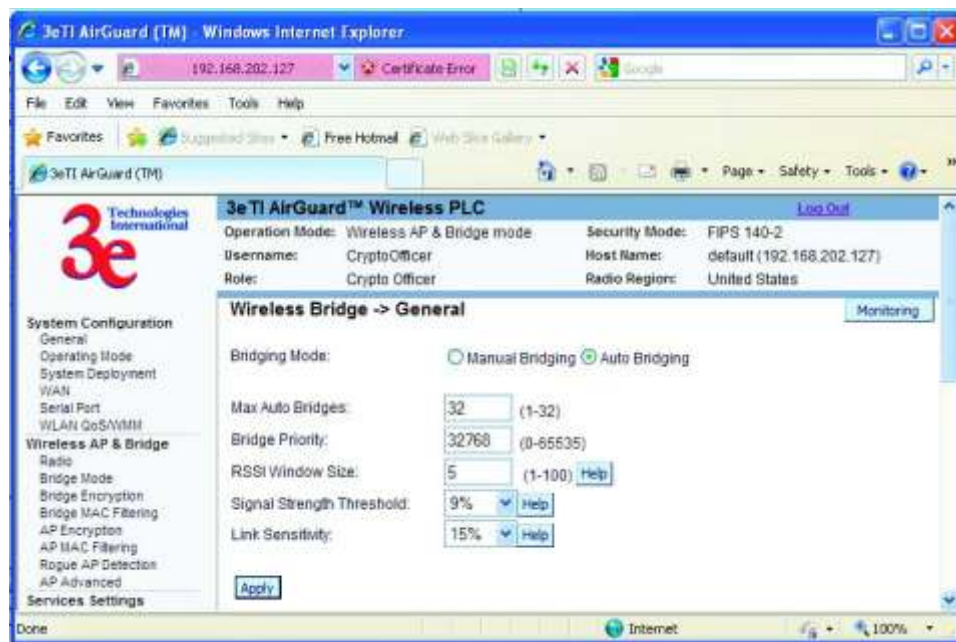 3eTI AirGuard (TM) - Windows Internet Explorer
192.168.202.127 Certificate Error Google
File Edit View Favorites Tools Help
Favorites Suggested Sites Free Hotmail Web Slice Gallery
3eTI AirGuard (TM) Page Safety Tools
3e Technologies International
3eTI AirGuard™ Wireless PLC Log Out
Operation Mode: Wireless AP & Bridge mode Security Mode: FIPS 140-2
Username: CryptoOfficer Host Name: default (192.168.202.127)
Role: Crypto Officer Radio Region: United States
Wireless Bridge -> General Monitoring
System Configuration
General
Operating Mode
System Deployment
WAN
Serial Port
WLAN QoS/WMM
Wireless AP & Bridge
Radio
Bridge Mode
Bridge Encryption
Bridge MAC Filtering
AP Encryption
AP MAC Filtering
Rogue AP Detection
AP Advanced
Services Settings
Bridging Mode: Manual Bridging Auto Bridging
Max Auto Bridges: 32 (1-32)
Bridge Priority: 32768 (0-65535)
RSSI Window Size: 5 (1-100) Help
Signal Strength Threshold: 9% Help
Link Sensitivity: 15% Help
Apply
Done Internet 100%